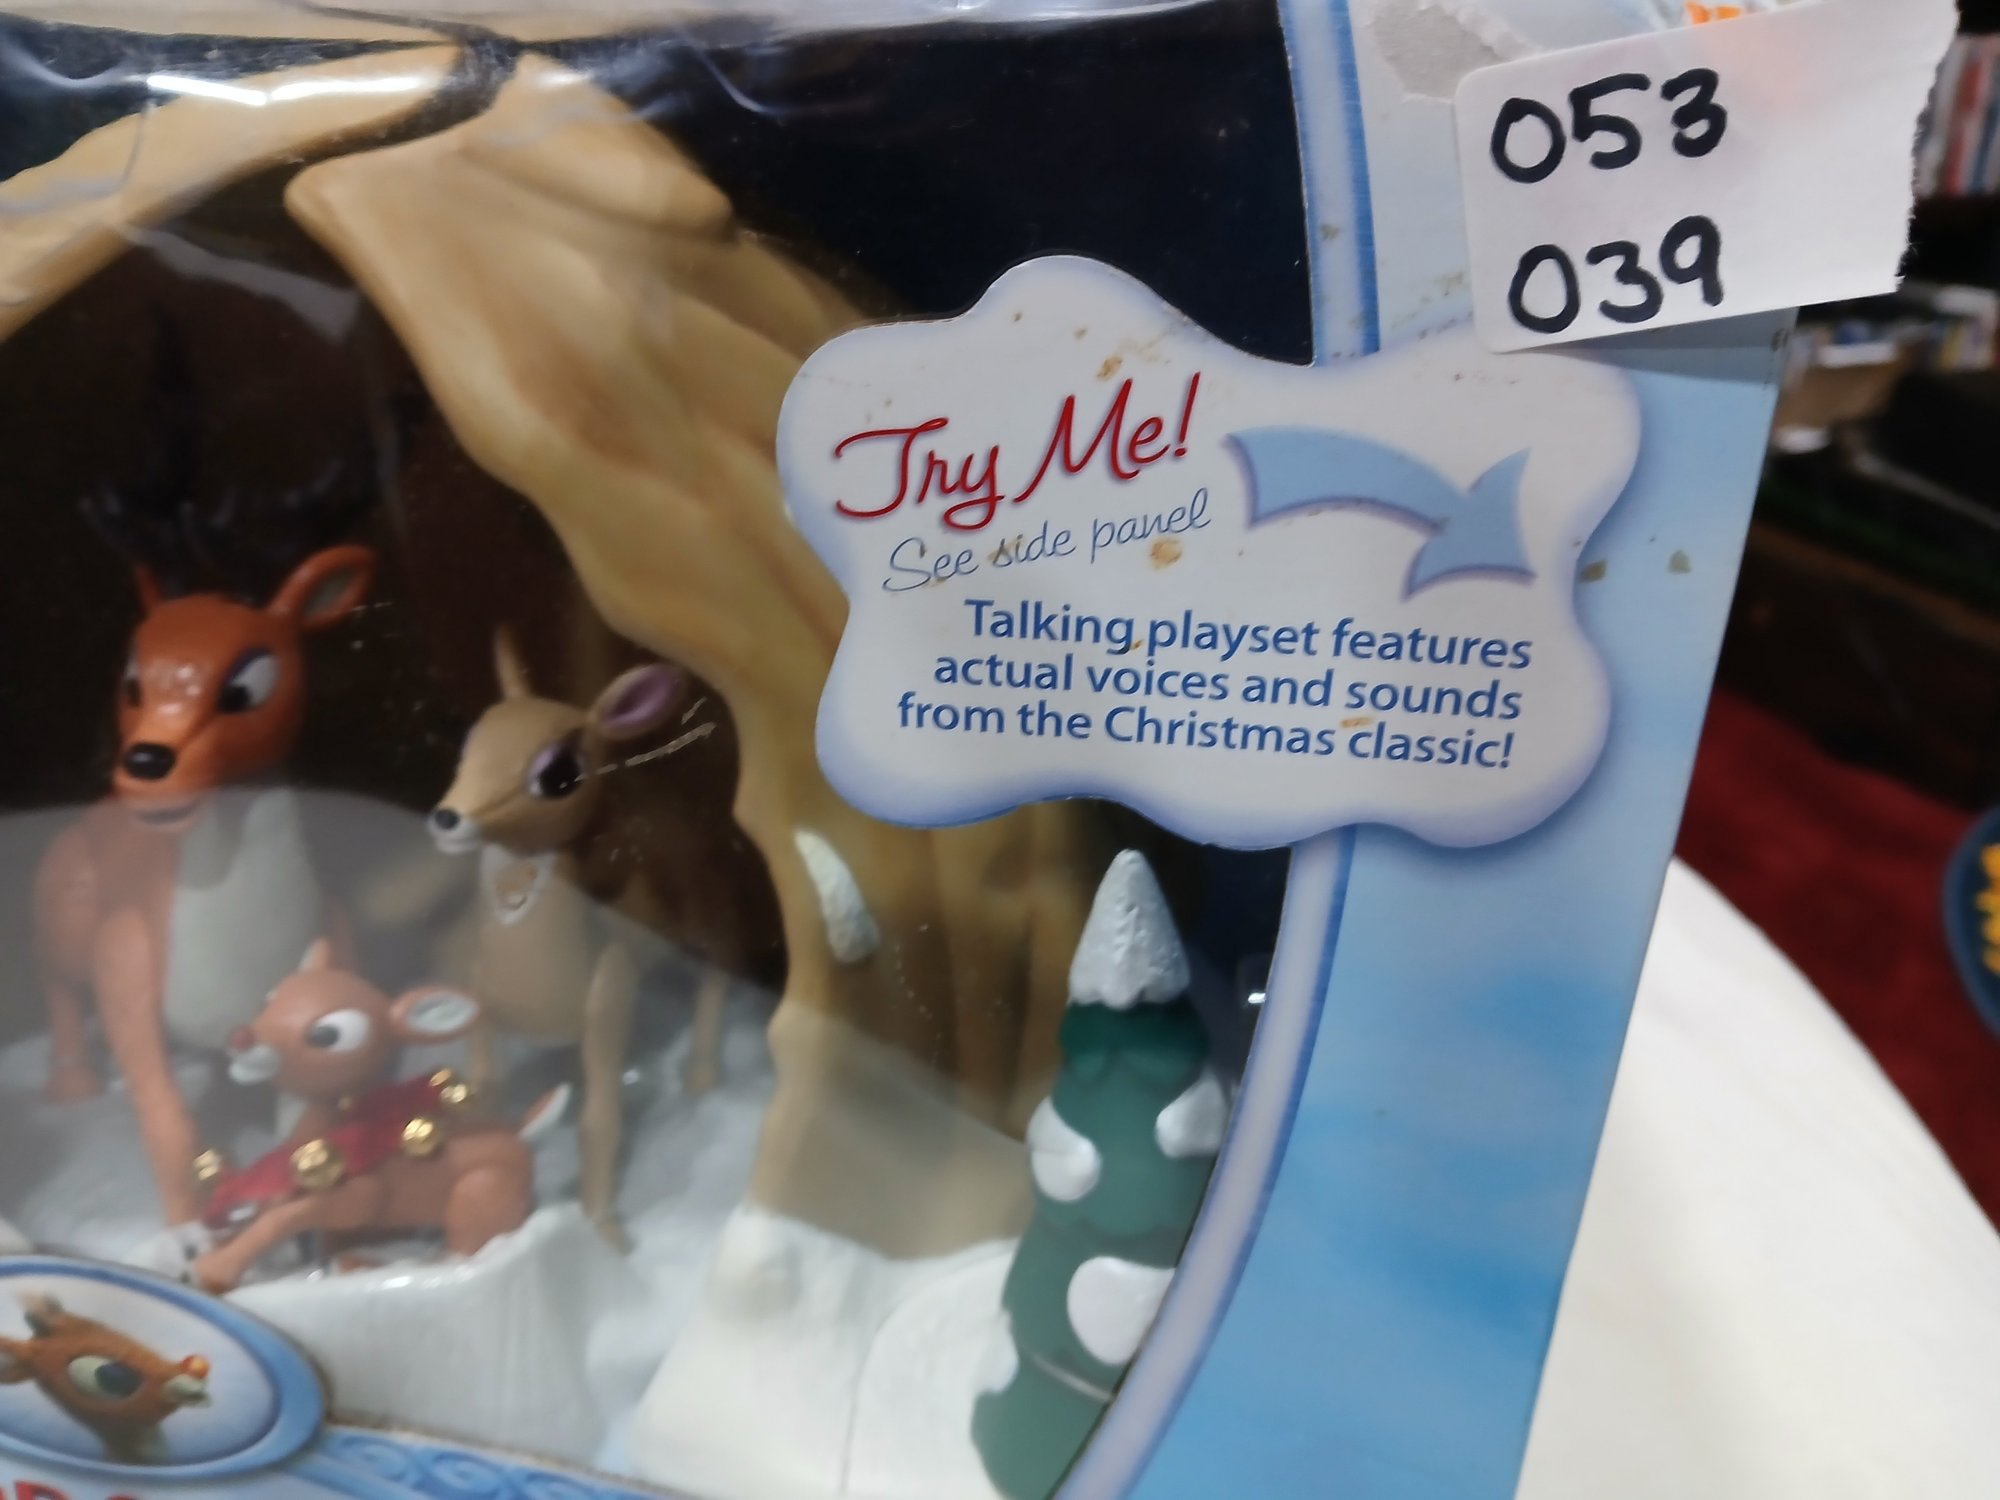 053
039
Try Me!
See side panel
Talking playset features
actual voices and sounds
from the Christmas classic!